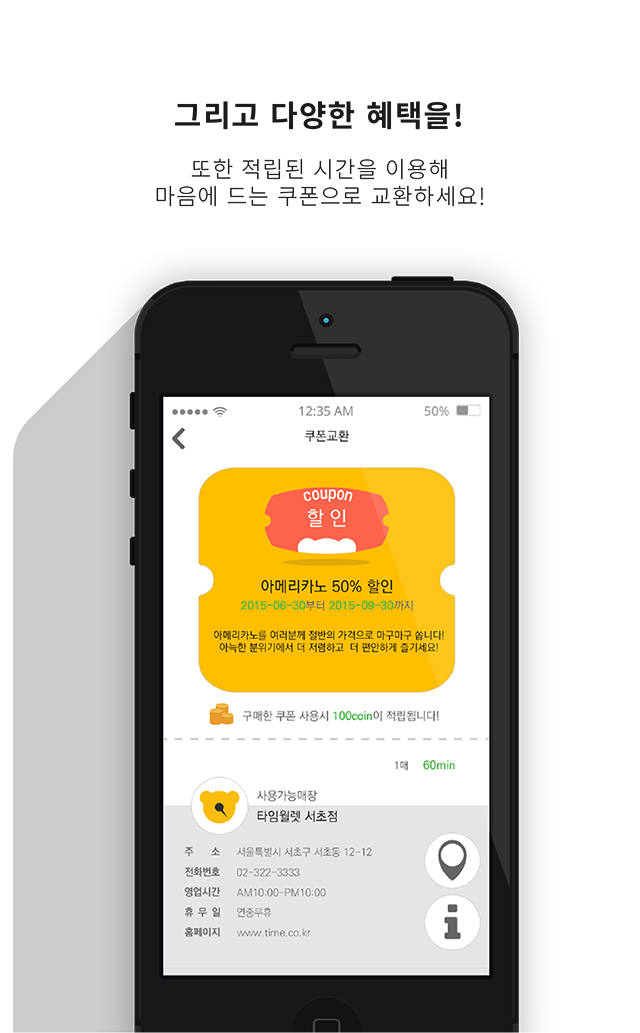 그리고 다양한 혜택을!
또한 적립된 시간을 이용해
마음에 드는 쿠폰으로 교환하세요!
12:35 AM 50%
쿠폰교환
coupon
할인
아메리카노 50% 할인
2015-06-30부터 2015-09-30까지
아메리카노를 여러분께 절반의 가격으로 마구마구 쏩니다!
아늑한 분위기에서 더 저렴하고 더 편안하게 즐기세요!
구매한 쿠폰 사용시 100coin이 적립됩니다!
1매 60min
사용가능매장
타임월렛 서초점
주 소 서울특별시 서초구 서초동 12-12
전화번호 02-322-3333
영업시간 AM10:00-PM10:00
휴 무 일 연중무휴
홈페이지 www.time.co.kr